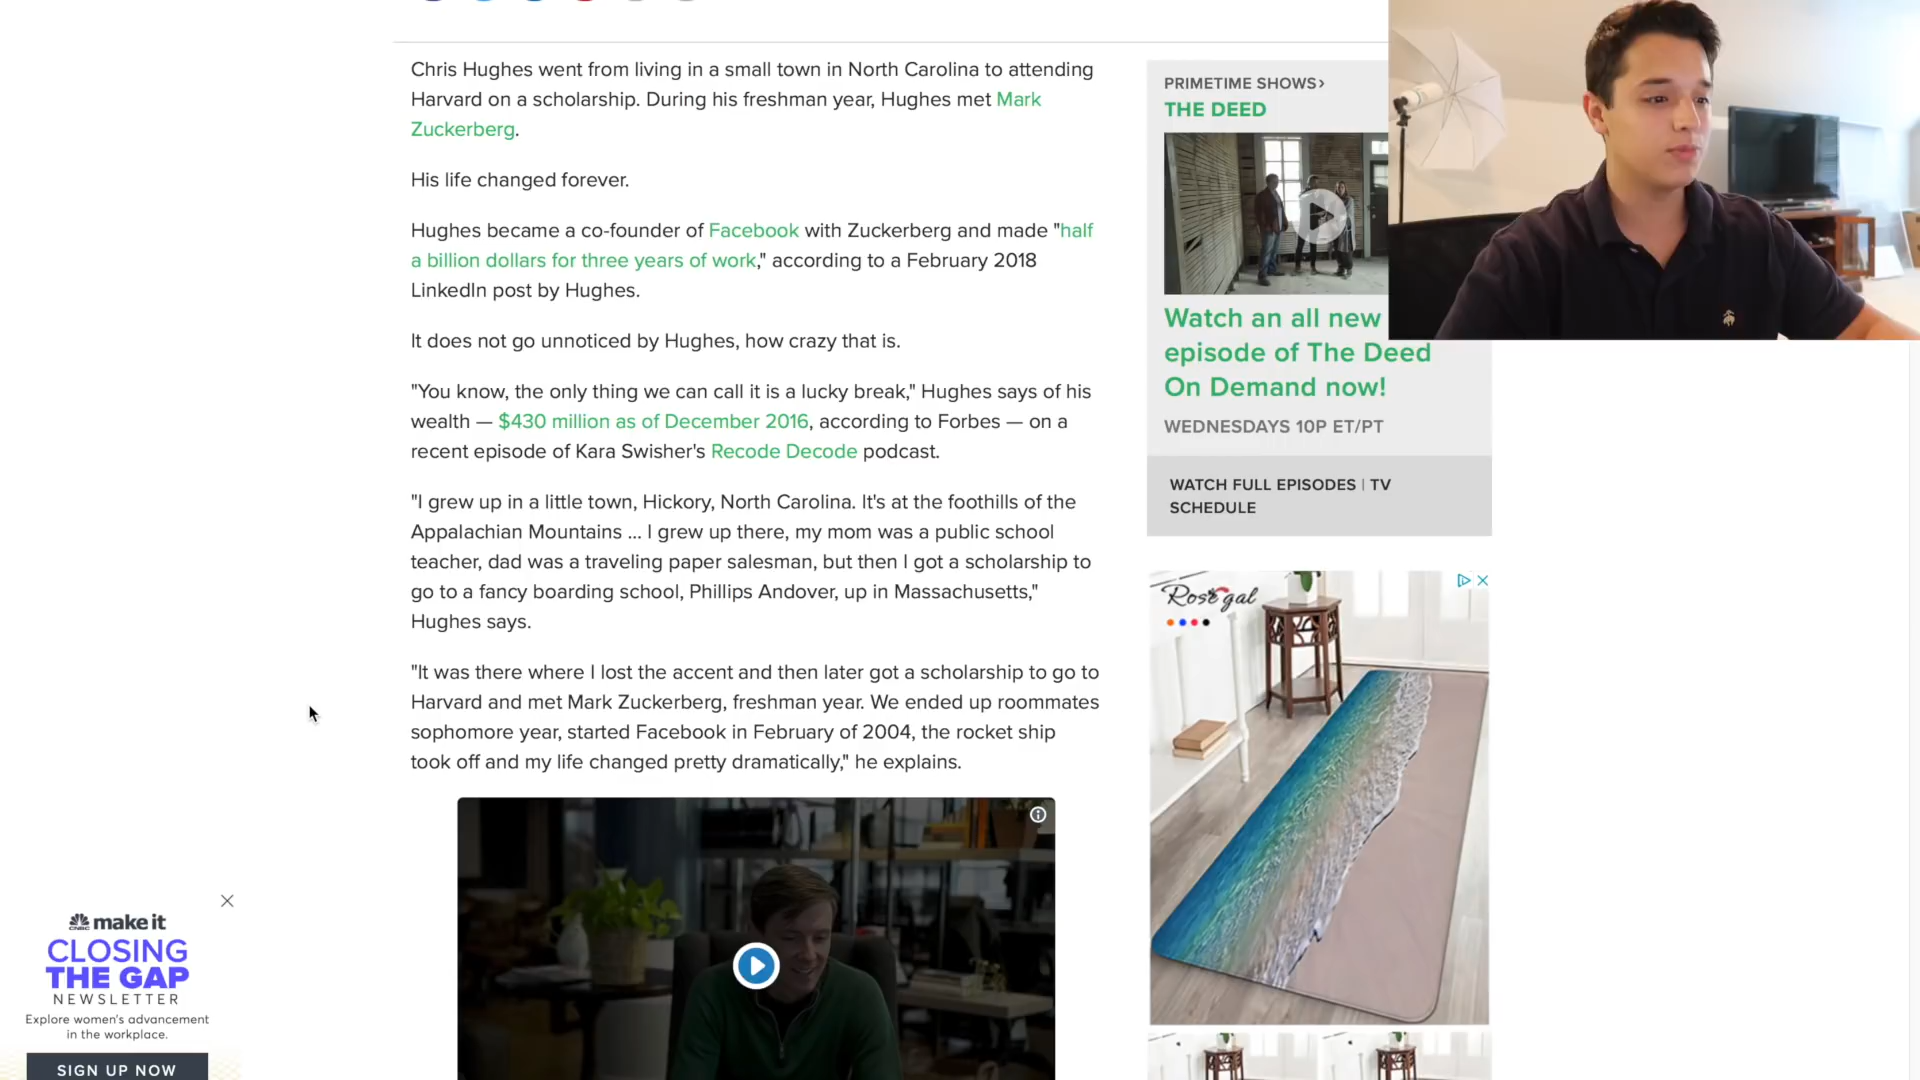 Chris Hughes went from living in a small town in North Carolina to attending
Harvard on a scholarship. During his freshman year, Hughes met Mark
Zuckerberg.
His life changed forever.
Hughes became a co-founder of Facebook with Zuckerberg and made "half
a billion dollars for three years of work," according to a February 2018
LinkedIn post by Hughes.
It does not go unnoticed by Hughes, how crazy that is.
"You know, the only thing we can call it is a lucky break," Hughes says of his
wealth — $430 million as of December 2016, according to Forbes — on a
recent episode of Kara Swisher's Recode Decode podcast.
"I grew up in a little town, Hickory, North Carolina. It's at the foothills of the
Appalachian Mountains ... I grew up there, my mom was a public school
teacher, dad was a traveling paper salesman, but then I got a scholarship to
go to a fancy boarding school, Phillips Andover, up in Massachusetts,"
Hughes says.
"It was there where I lost the accent and then later got a scholarship to go to
Harvard and met Mark Zuckerberg, freshman year. We ended up roommates
sophomore year, started Facebook in February of 2004, the rocket ship
took off and my life changed pretty dramatically," he explains.
PRIMETIME SHOWS›
THE DEED
Watch an all new
episode of The Deed
On Demand now!
WEDNESDAYS 10P ET/PT
WATCH FULL EPISODES | TV
SCHEDULE
Rosegal
CNBC make it
CLOSING
THE GAP
NEWSLETTER
Explore women's advancement
in the workplace.
SIGN UP NOW